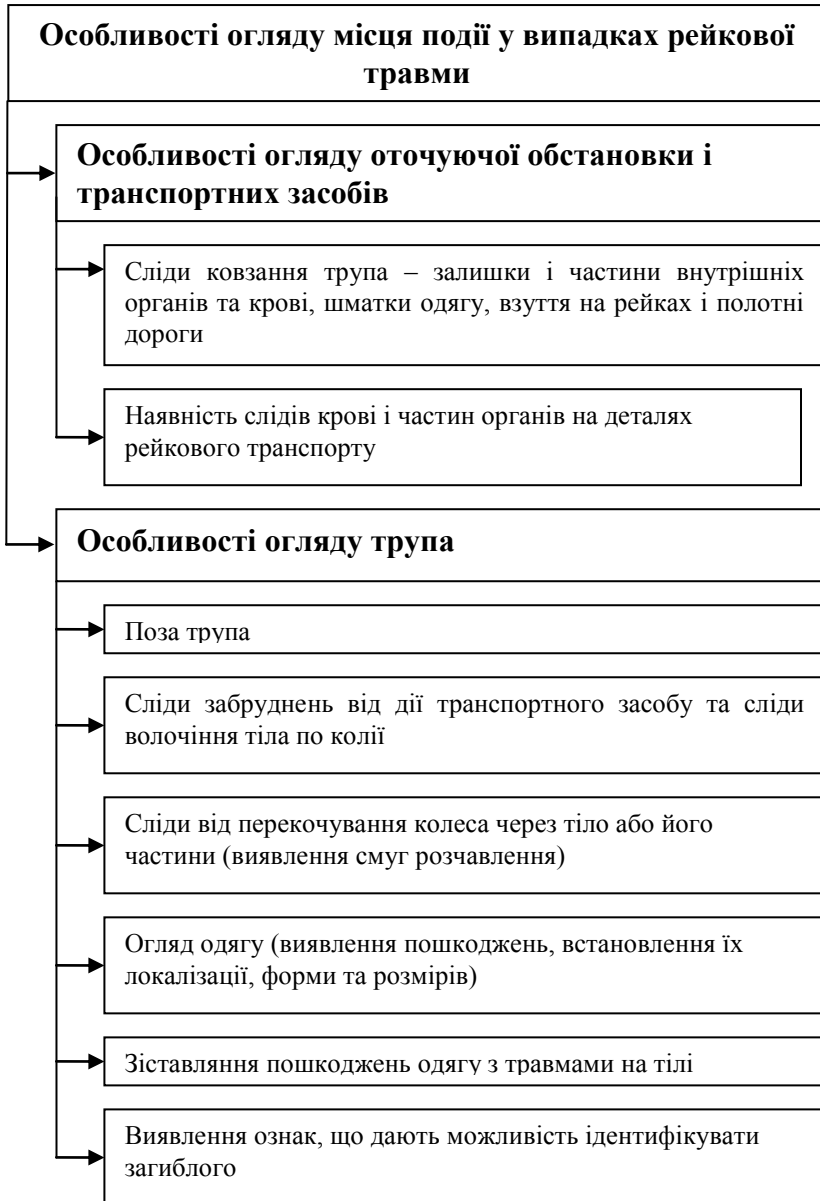 Особливості огляду місця події у випадках рейкової
травми
Особливості огляду оточуючої обстановки і
транспортних засобів
Сліди ковзання трупа – залишки і частини внутрішніх
органів та крові, шматки одягу, взуття на рейках і полотні
дороги
Наявність слідів крові і частин органів на деталях
рейкового транспорту
Особливості огляду трупа
Поза трупа
Сліди забруднень від дії транспортного засобу та сліди
волочіння тіла по колії
Сліди від перекочування колеса через тіло або його
частини (виявлення смуг розчавлення)
Огляд одягу (виявлення пошкоджень, встановлення їх
локалізації, форми та розмірів)
Зіставляння пошкоджень одягу з травмами на тілі
Виявлення ознак, що дають можливість ідентифікувати
загиблого